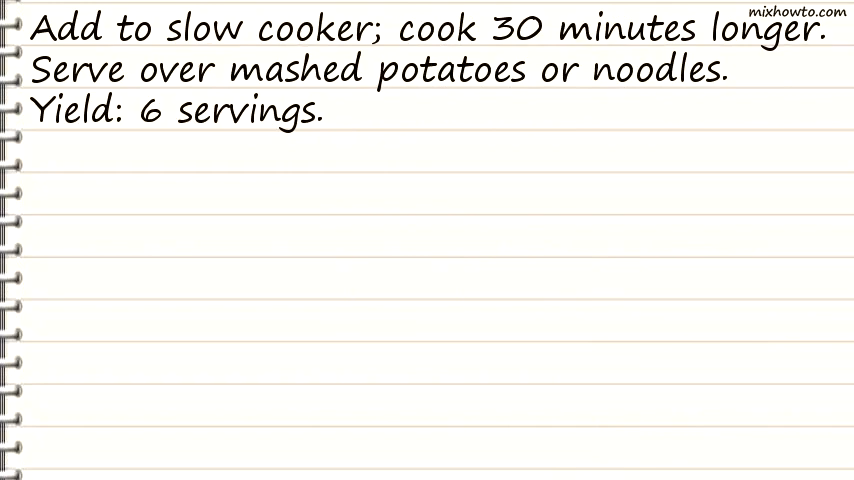 mixhowto.com
Add to slow cooker; cook 30 minutes longer.
Serve over mashed potatoes or noodles.
Yield: 6 servings.